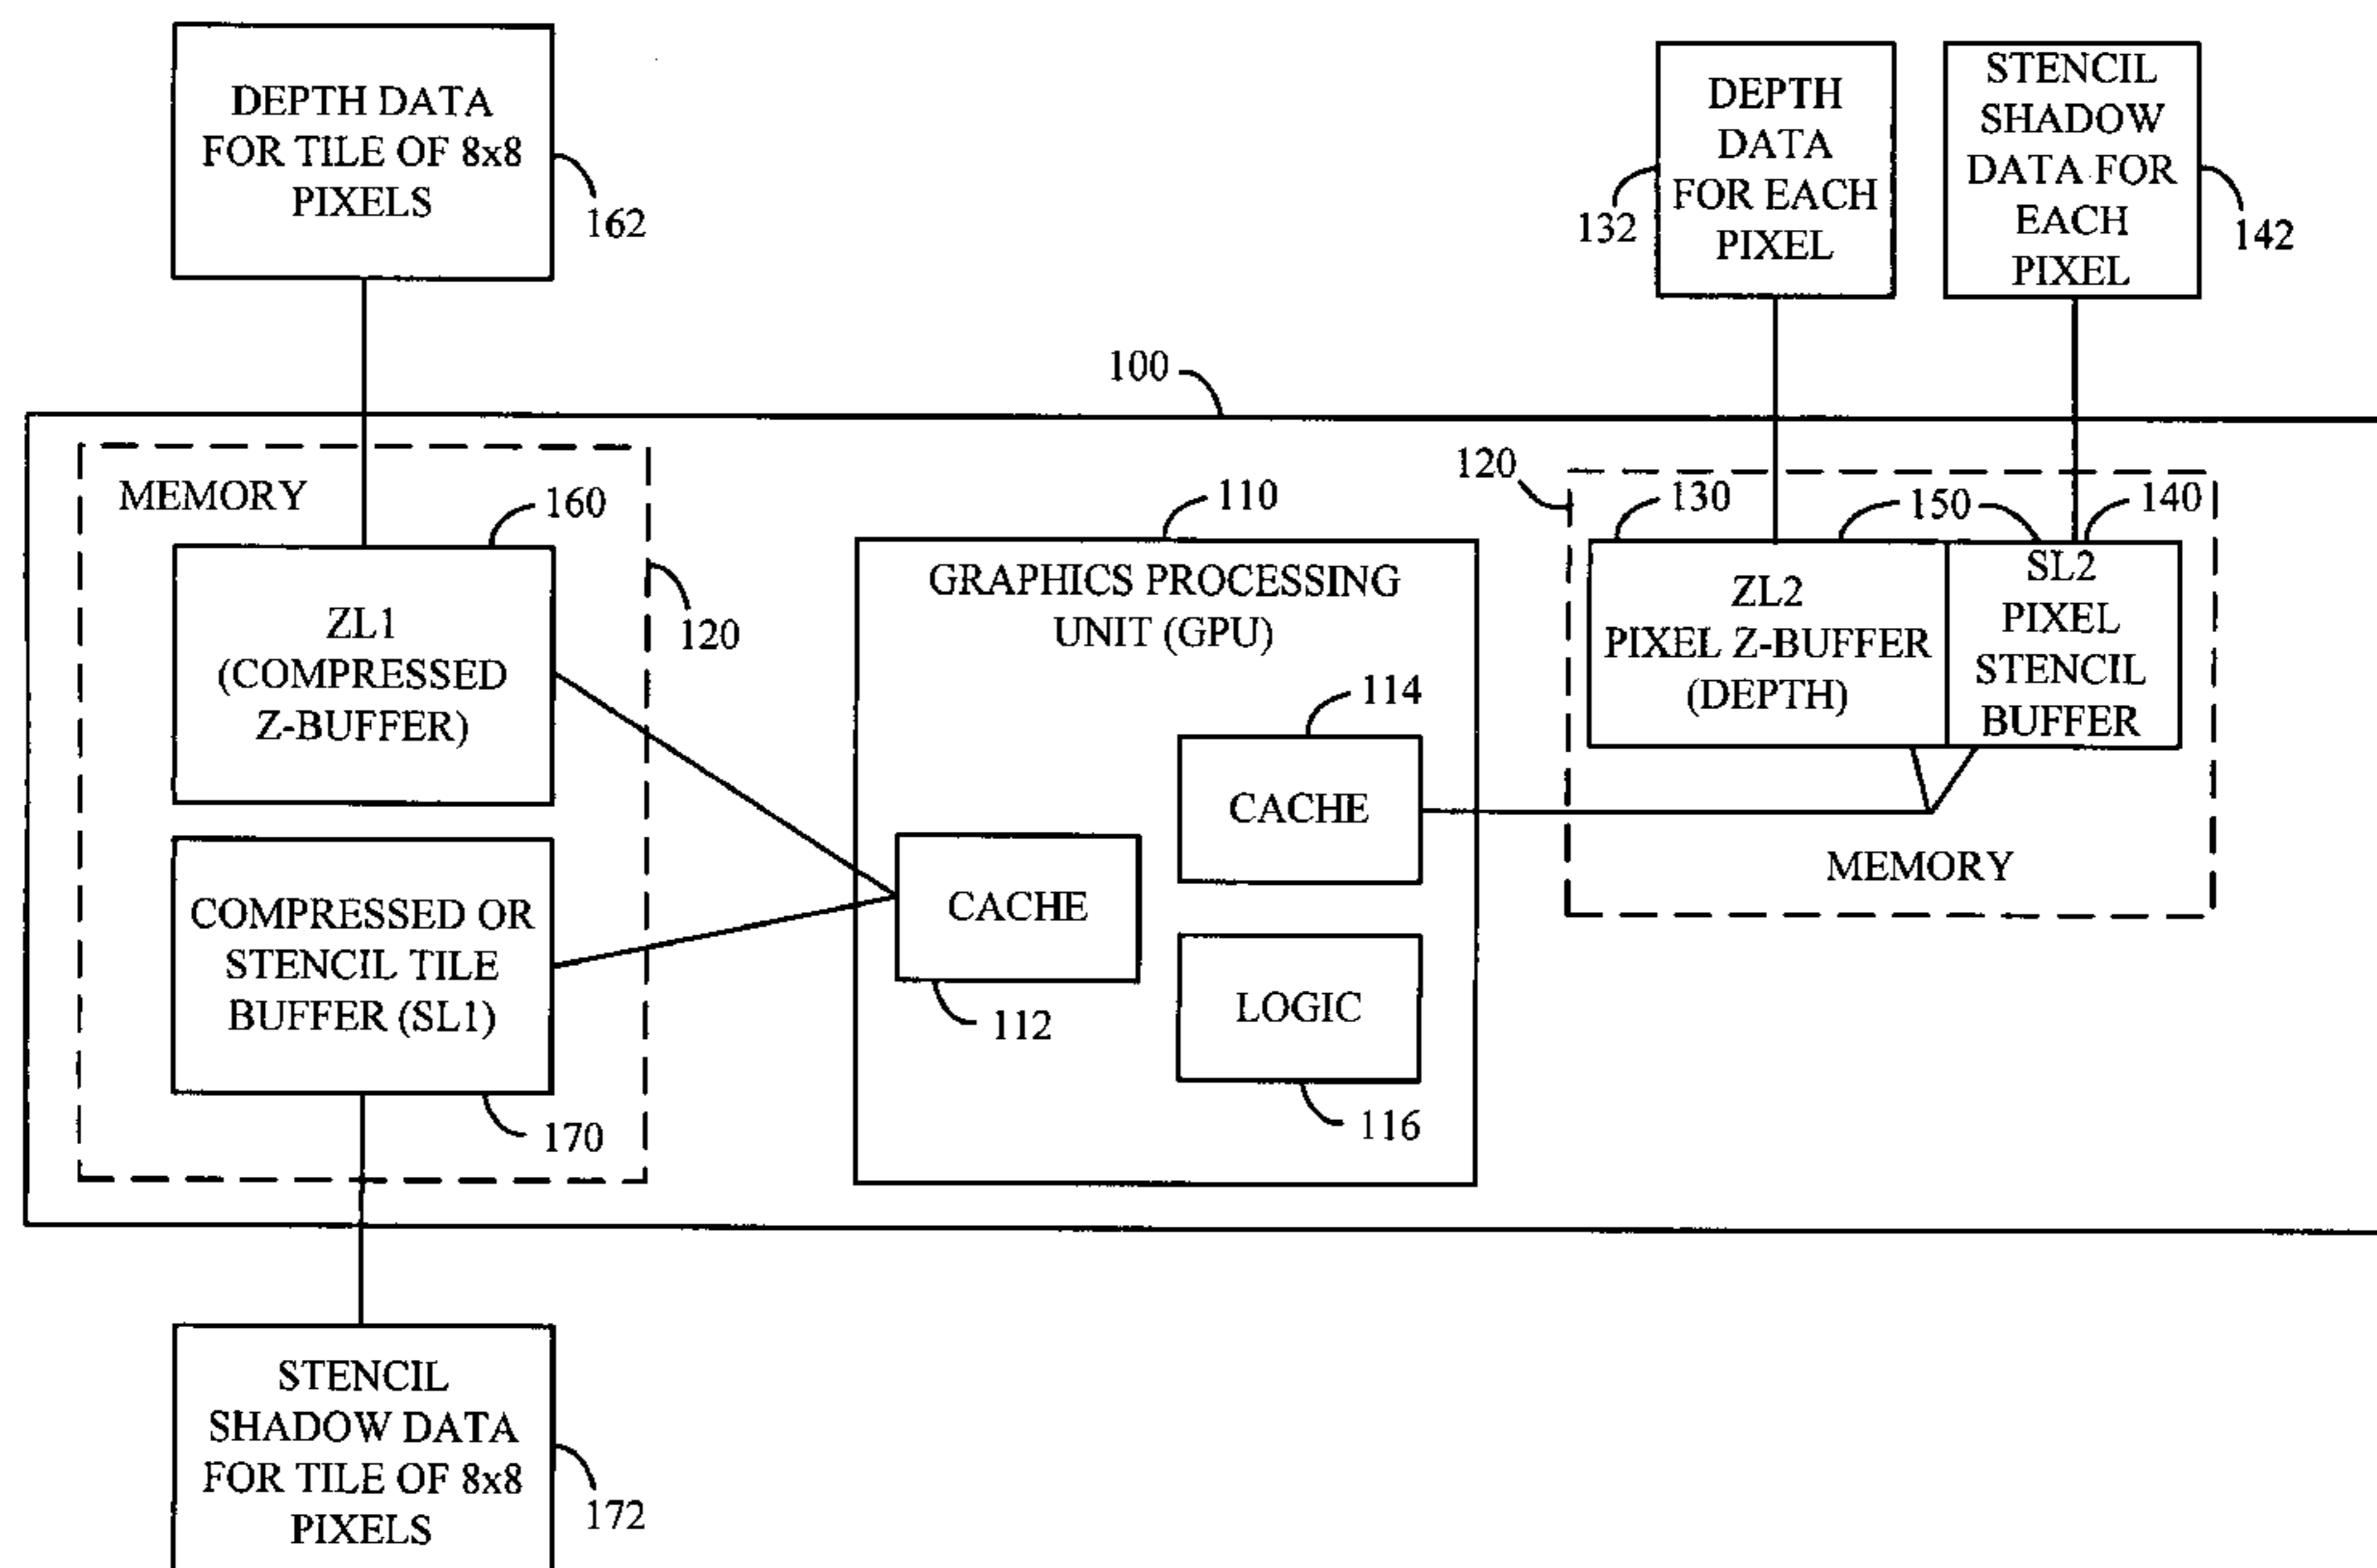 DEPTH DATA
FOR TILE OF 8x8
PIXELS
162
DEPTH
DATA
FOR EACH
PIXEL
132
STENCIL
SHADOW
DATA FOR
EACH
PIXEL
142
100
MEMORY
160
ZL1
(COMPRESSED
Z-BUFFER)
120
COMPRESSED OR
STENCIL TILE
BUFFER (SL1)
170
110
GRAPHICS PROCESSING
UNIT (GPU)
114
CACHE
CACHE
112
LOGIC
116
120
130
150
140
ZL2
PIXEL Z-BUFFER
(DEPTH)
SL2
PIXEL
STENCIL
BUFFER
MEMORY
STENCIL
SHADOW DATA
FOR TILE OF 8x8
PIXELS
172